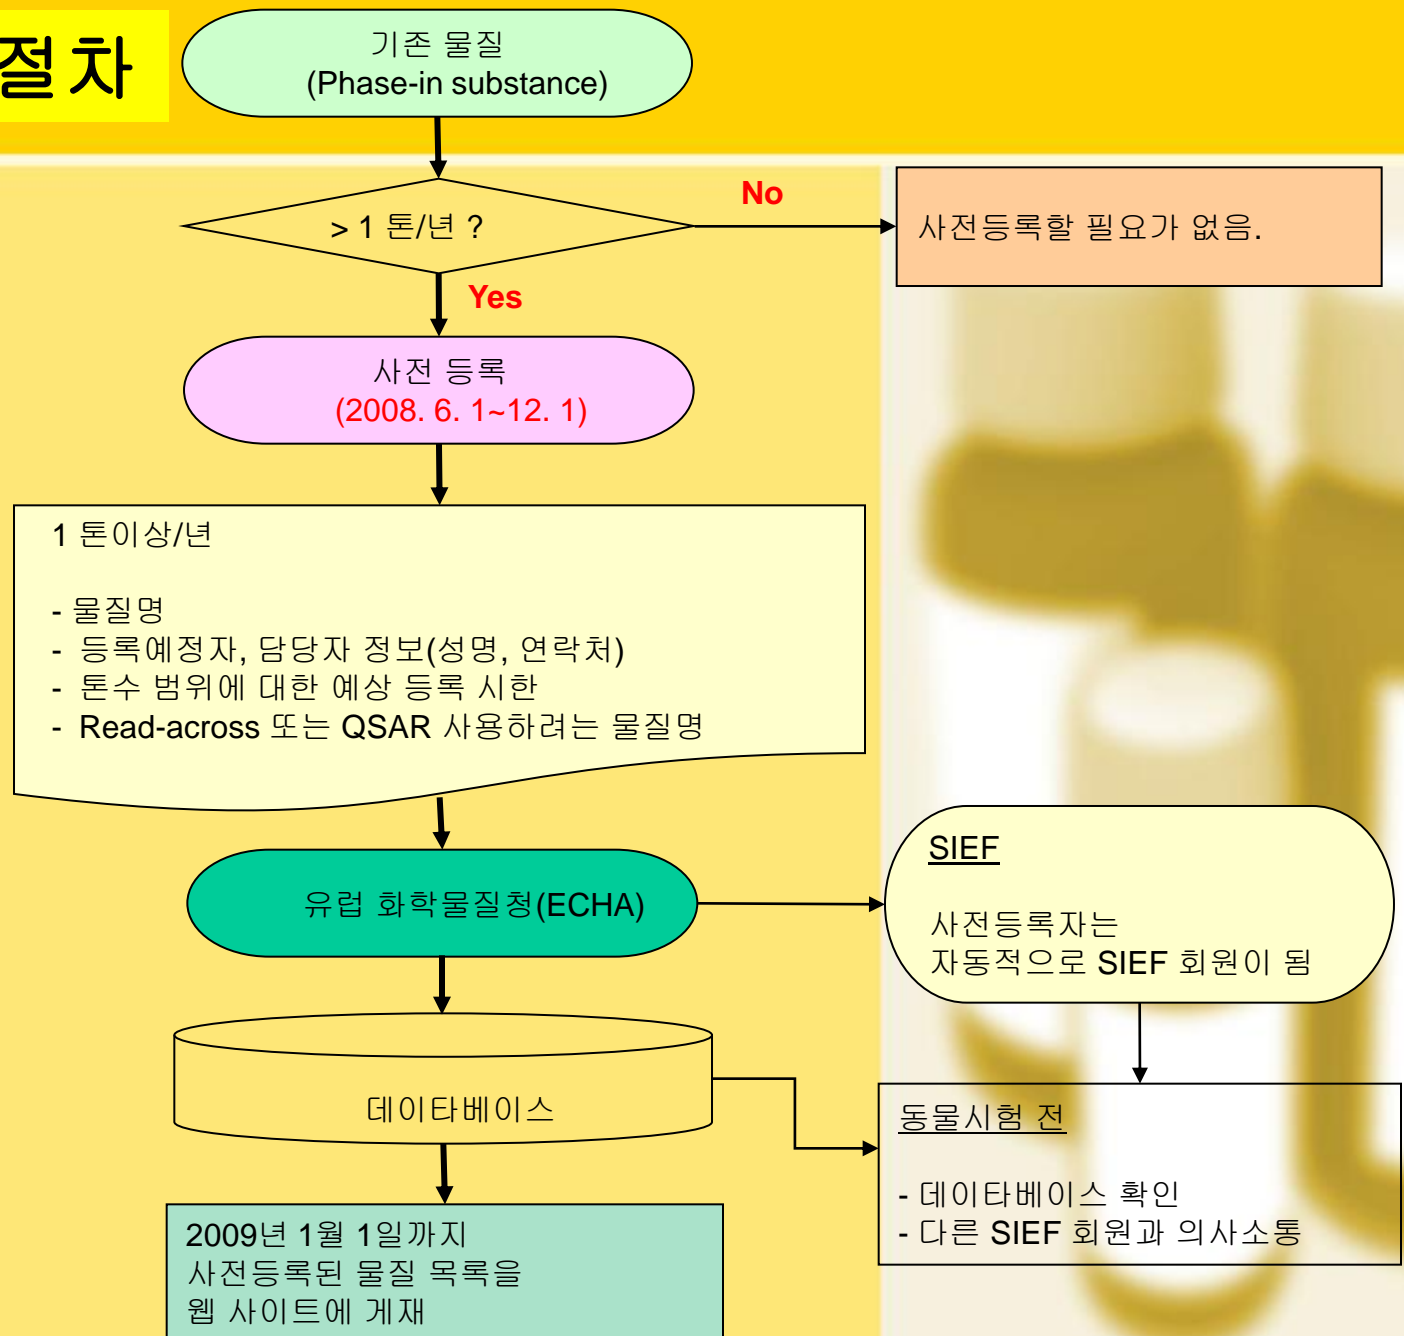 절차
기존 물질
(Phase-in substance)
> 1 톤/년 ?
No
사전등록할 필요가 없음.
Yes
사전 등록
(2008. 6. 1~12. 1)
1 톤이상/년
- 물질명
- 등록예정자, 담당자 정보(성명, 연락처)
- 톤수 범위에 대한 예상 등록 시한
- Read-across 또는 QSAR 사용하려는 물질명
유럽 화학물질청(ECHA)
SIEF
사전등록자는
자동적으로 SIEF 회원이 됨
데이타베이스
동물시험 전
- 데이타베이스 확인
- 다른 SIEF 회원과 의사소통
2009년 1월 1일까지
사전등록된 물질 목록을
웹 사이트에 게재